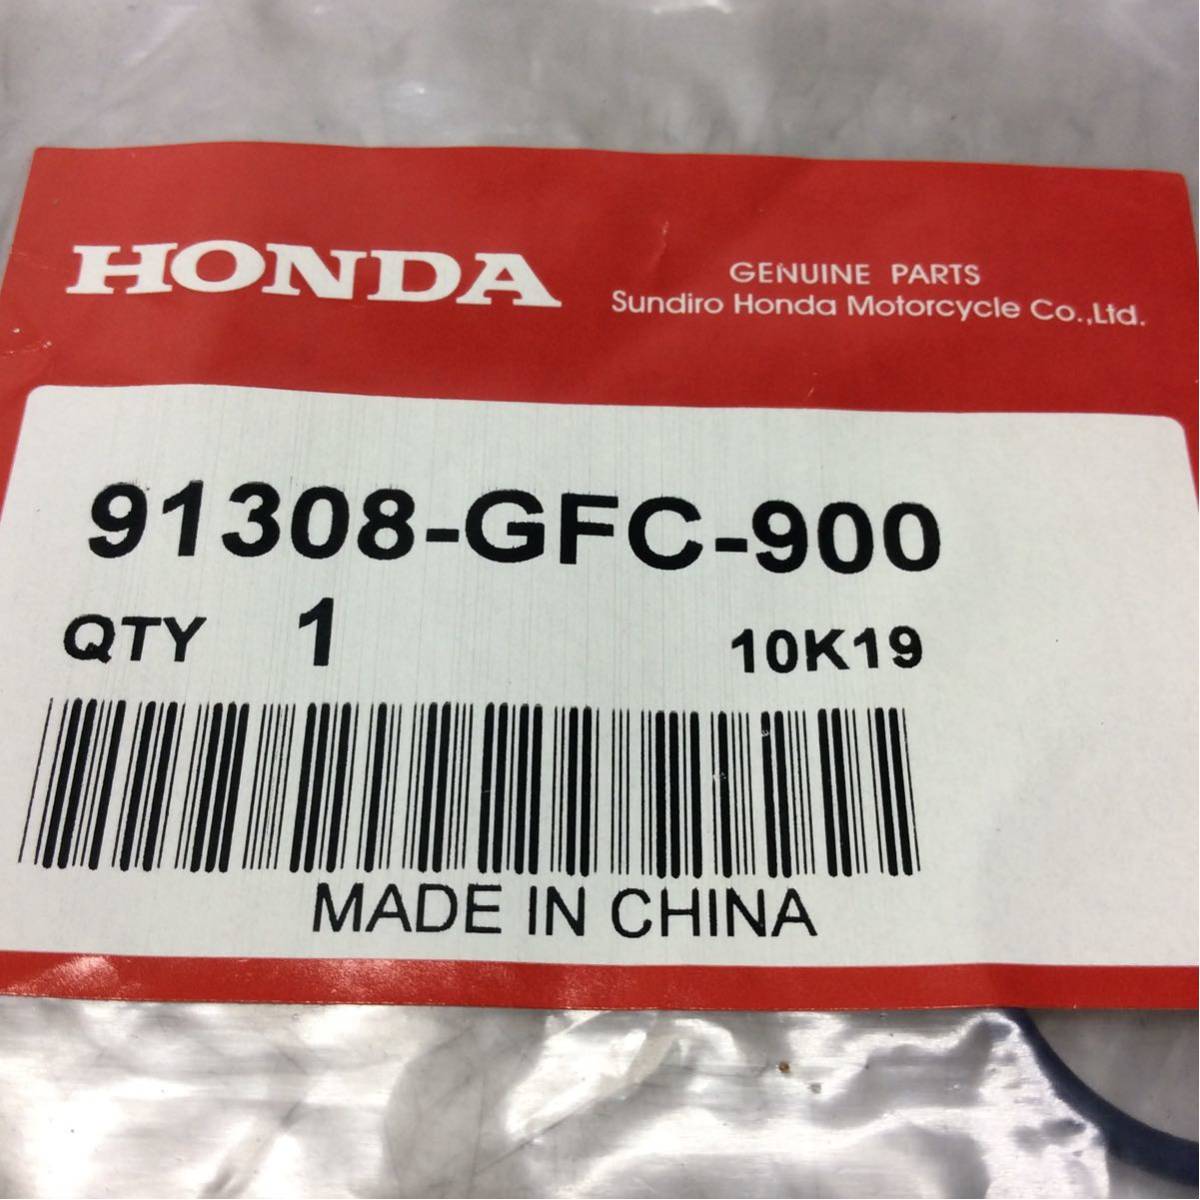 HONDA
GENUINE PARTS
Sundiro Honda Motorcycle Co.,Ltd.
91308-GFC-900
QTY 1 10K19
MADE IN CHINA